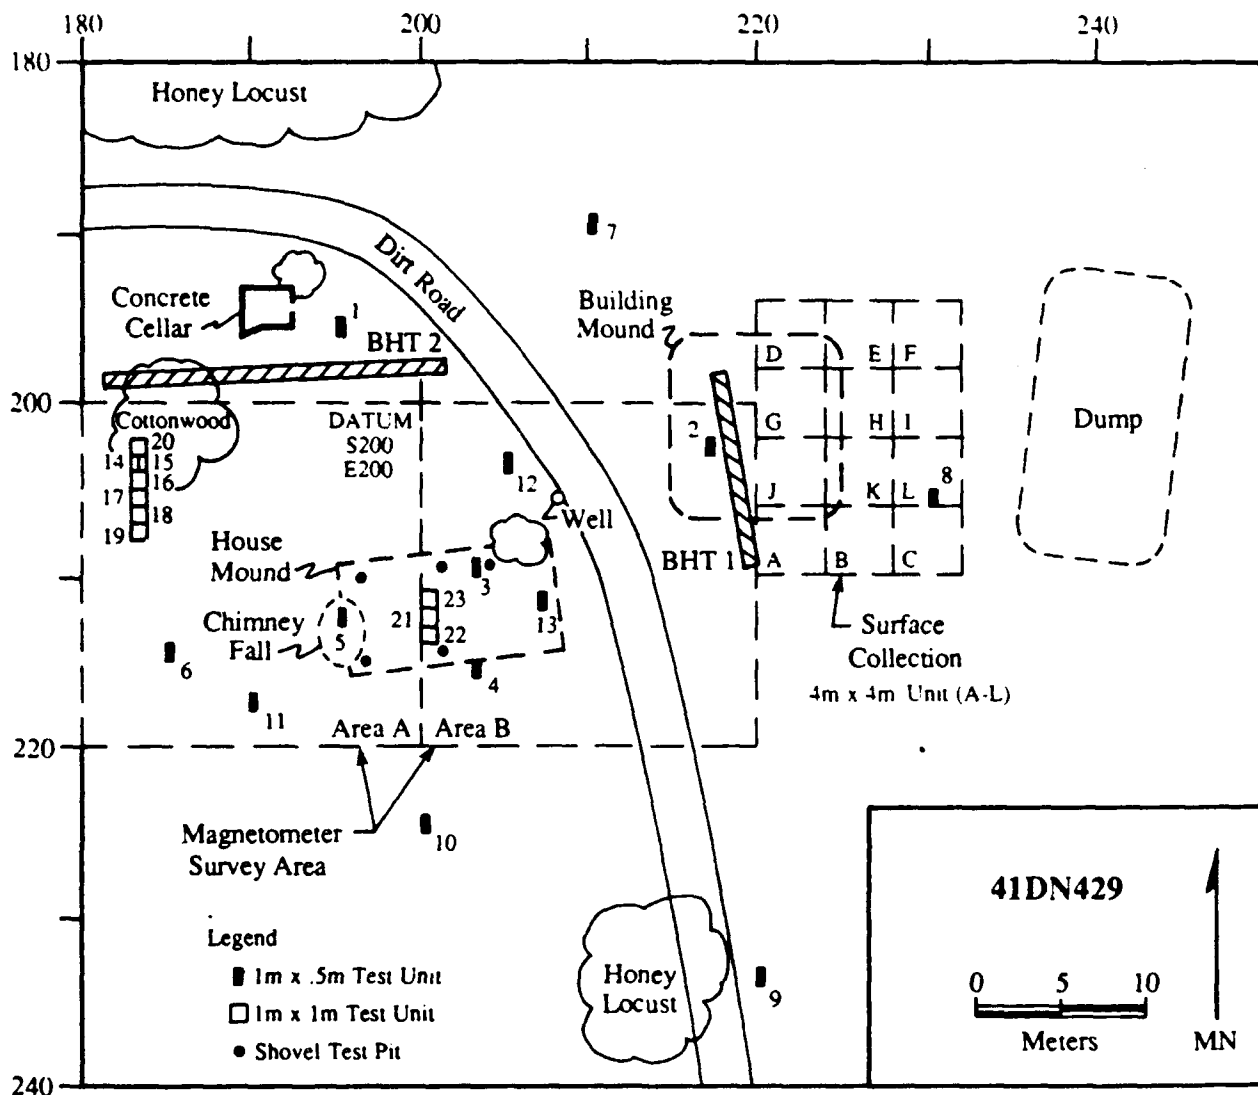 180
200
220
240
180
Honey Locust
7
Dirt Road
Concrete
Cellar
1
BHT 2
Building
Mound
D
E
F
200
Cottonwood
DATUM
S200
E200
20
14
15
16
17
18
19
2
G
H
I
Dump
12
Well
J
K
L
8
House
Mound
BHT 1
A
B
C
3
23
21
22
13
Chimney
Fall
5
6
4
11
Surface
Collection
4m x 4m Unit (A-L)
Area A
Area B
220
Magnetometer
Survey Area
10
Honey
Locust
9
Legend
1m x .5m Test Unit
1m x 1m Test Unit
Shovel Test Pit
41DN429
0
5
10
Meters
MN
240